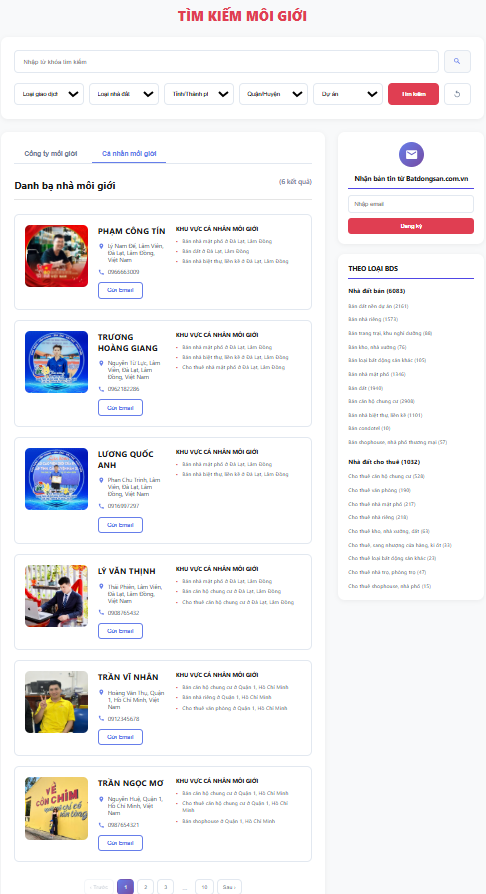 TÌM KIẾM MÔI GIỚI
Nhập từ khóa tìm kiếm
Loại giao dịch
Loại nhà đất
Tỉnh/Thành ph
Quận/Huyện
Dự án
Tìm kiếm
Công ty môi giới
Cá nhân môi giới
Danh bạ nhà môi giới
(6 kết quả)
PHẠM CÔNG TÍN
Lý Nam Đế, Lâm Viên,
Đà Lạt, Lâm Đồng,
Việt Nam
0966663009
Gửi Email
KHU VỰC CÁ NHÂN MÔI GIỚI
Bán nhà mặt phố ở Đà Lạt, Lâm Đồng
Bán đất ở Đà Lạt, Lâm Đồng
Bán nhà biệt thự, liền kề ở Đà Lạt, Lâm Đồng
TRƯƠNG
HOÀNG GIANG
Nguyễn Từ Lực, Lâm
Viên, Đà Lạt, Lâm
Đồng, Việt Nam
0962182286
Gửi Email
KHU VỰC CÁ NHÂN MÔI GIỚI
Bán nhà mặt phố ở Đà Lạt, Lâm Đồng
Bán nhà biệt thự, liền kề ở Đà Lạt, Lâm Đồng
Cho thuê nhà mặt phố ở Đà Lạt, Lâm Đồng
LƯƠNG QUỐC
ANH
Phan Chu Trinh, Lâm
Viên, Đà Lạt, Lâm
Đồng, Việt Nam
0916997297
Gửi Email
KHU VỰC CÁ NHÂN MÔI GIỚI
Bán nhà mặt phố ở Đà Lạt, Lâm Đồng
Bán nhà biệt thự, liền kề ở Đà Lạt, Lâm Đồng
LÝ VĂN THỊNH
Thái Phiên, Lâm Viên,
Đà Lạt, Lâm Đồng,
Việt Nam
0908765432
Gửi Email
KHU VỰC CÁ NHÂN MÔI GIỚI
Bán nhà mặt phố ở Đà Lạt, Lâm Đồng
Bán căn hộ chung cư ở Đà Lạt, Lâm Đồng
Cho thuê căn hộ chung cư ở Đà Lạt, Lâm Đồng
TRẦN VĨ NHÂN
Hoàng Văn Thụ, Quận
1, Hồ Chí Minh, Việt
Nam
0912345678
Gửi Email
KHU VỰC CÁ NHÂN MÔI GIỚI
Bán căn hộ chung cư ở Quận 1, Hồ Chí Minh
Bán nhà riêng ở Quận 1, Hồ Chí Minh
Cho thuê văn phòng ở Quận 1, Hồ Chí Minh
VỀ
CÒN CHIM
TRẦN NGỌC MƠ
Nguyễn Huệ, Quận 1,
Hồ Chí Minh, Việt
Nam
0987654321
Gửi Email
KHU VỰC CÁ NHÂN MÔI GIỚI
Bán căn hộ chung cư ở Quận 1, Hồ Chí Minh
Cho thuê căn hộ chung cư ở Quận 1, Hồ Chí
Minh
Bán shophouse ở Quận 1, Hồ Chí Minh
‹ Trước
1
2
3
...
10
Sau ›
Nhận bản tin từ Batdongsan.com.vn
Nhập email
Đăng ký
THEO LOẠI BDS
Nhà đất bán (6083)
Bán đất nền dự án (2161)
Bán nhà riêng (1573)
Bán trang trại, khu nghỉ dưỡng (88)
Bán kho, nhà xưởng (76)
Bán loại bất động sản khác (105)
Bán nhà mặt phố (1346)
Bán đất (1948)
Bán căn hộ chung cư (2908)
Bán nhà biệt thự, liền kề (1101)
Bán condotel (19)
Bán shophouse, nhà phố thương mại (57)
Nhà đất cho thuê (1032)
Cho thuê căn hộ chung cư (528)
Cho thuê văn phòng (190)
Cho thuê nhà mặt phố (217)
Cho thuê nhà riêng (218)
Cho thuê kho, nhà xưởng, đất (63)
Cho thuê, sang nhượng cửa hàng, ki ốt (33)
Cho thuê loại bất động sản khác (23)
Cho thuê nhà trọ, phòng trọ (47)
Cho thuê shophouse, nhà phố (15)